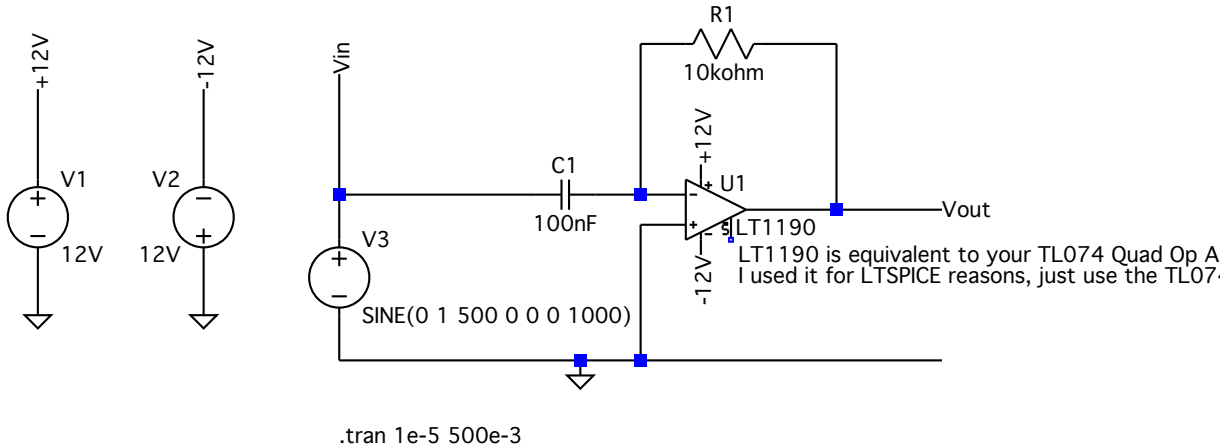 +12V
-12V
Vin
R1
10kohm
V1
12V
V2
12V
C1
100nF
+12V
U1
LT1190
-12V
Vout
V3
SINE(0 1 500 0 0 0 1000)
LT1190 is equivalent to your TL074 Quad Op A
I used it for LTSPICE reasons, just use the TL07
.tran 1e-5 500e-3